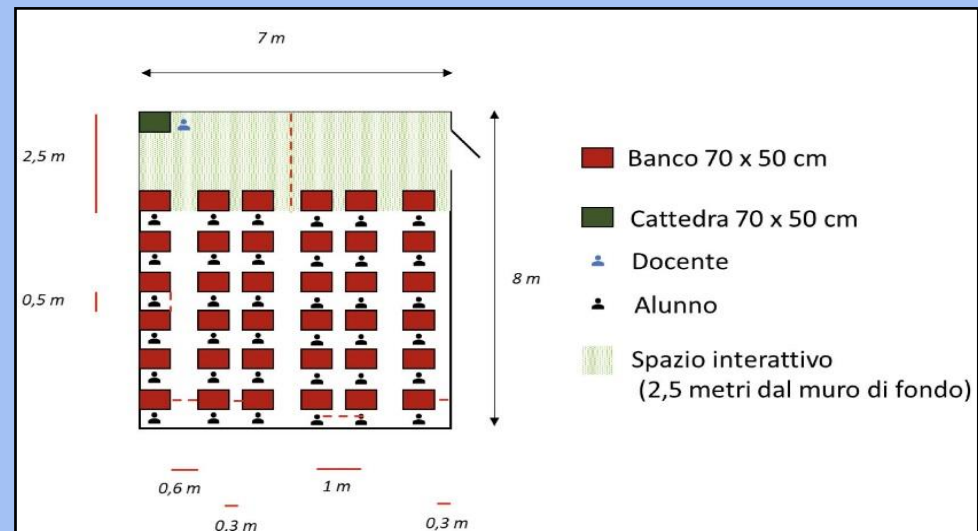 7 m
2,5 m
0,5 m
8 m
0,6 m
0,3 m
1 m
0,3 m
Banco 70 x 50 cm
Cattedra 70 x 50 cm
Docente
Alunno
Spazio interattivo
(2,5 metri dal muro di fondo)